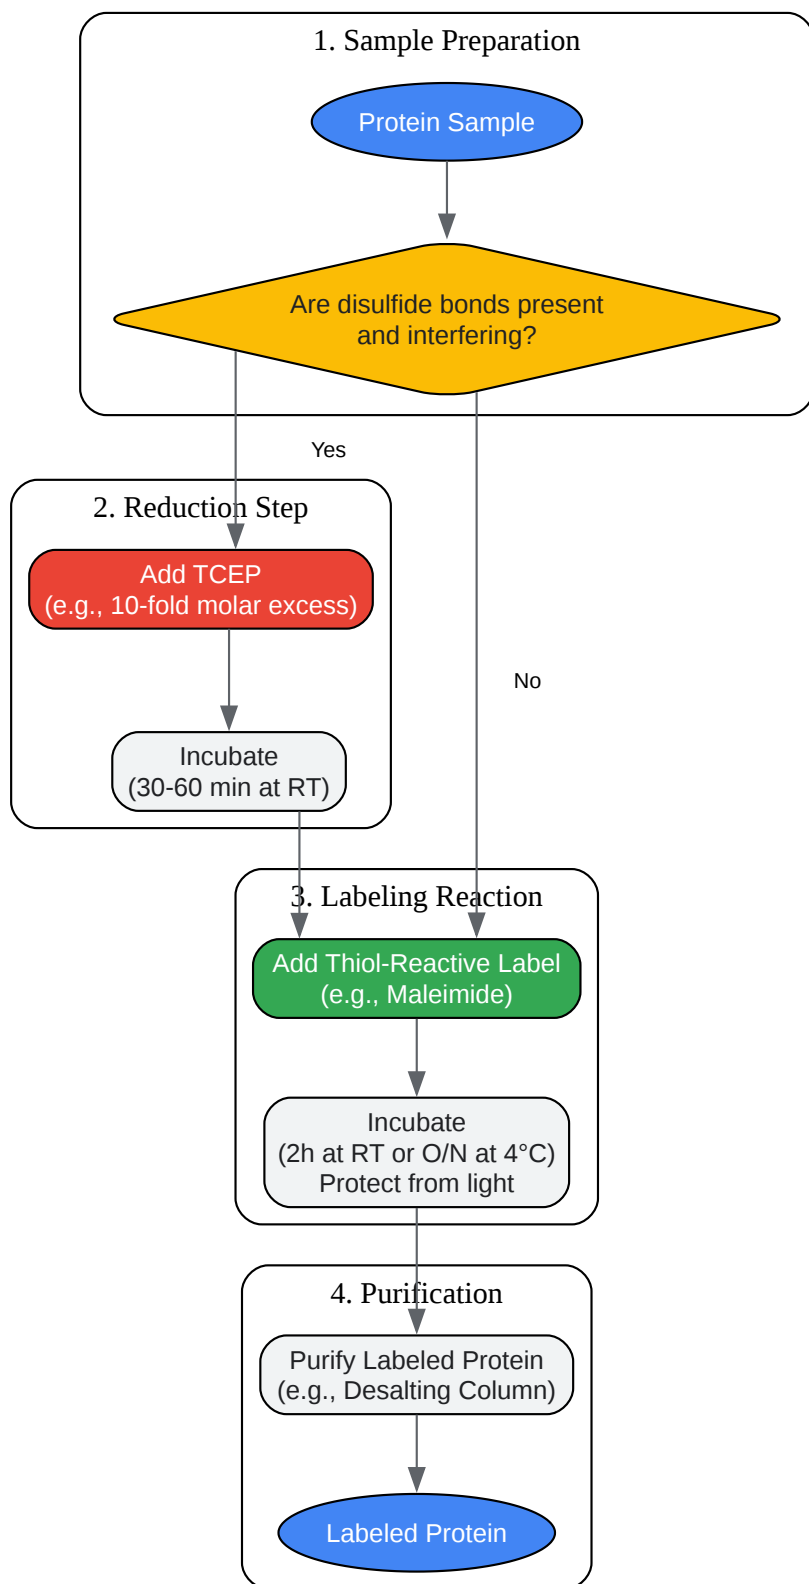 1. Sample Preparation
Protein Sample
Are disulfide bonds present
and interfering?
Yes
2. Reduction Step
Add TCEP
(e.g., 10-fold molar excess)
No
Incubate
(30-60 min at RT)
3. Labeling Reaction
Add Thiol-Reactive Label
(e.g., Maleimide)
Incubate
(2h at RT or O/N at 4°C)
Protect from light
4. Purification
Purify Labeled Protein
(e.g., Desalting Column)
Labeled Protein